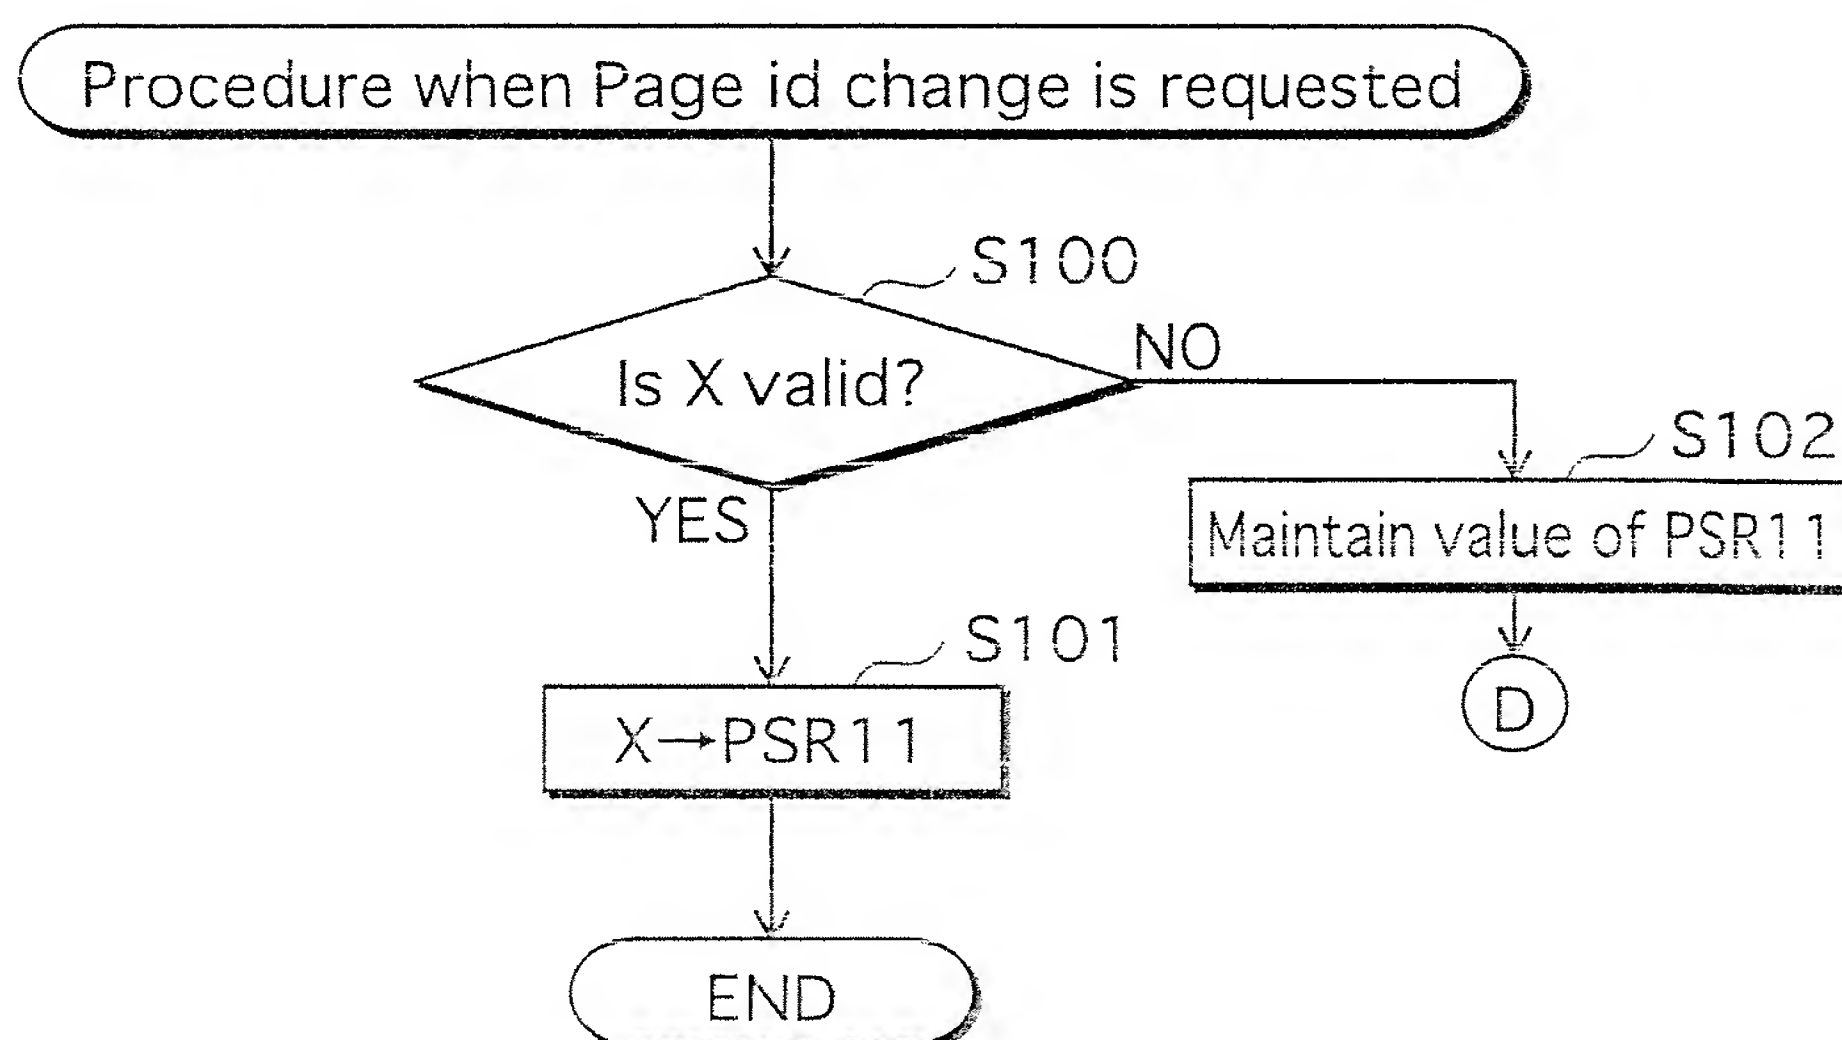 Procedure when Page id change is requested
S100
Is X valid?
NO
S102
Maintain value of PSR11
YES
S101
X→PSR11
D
END